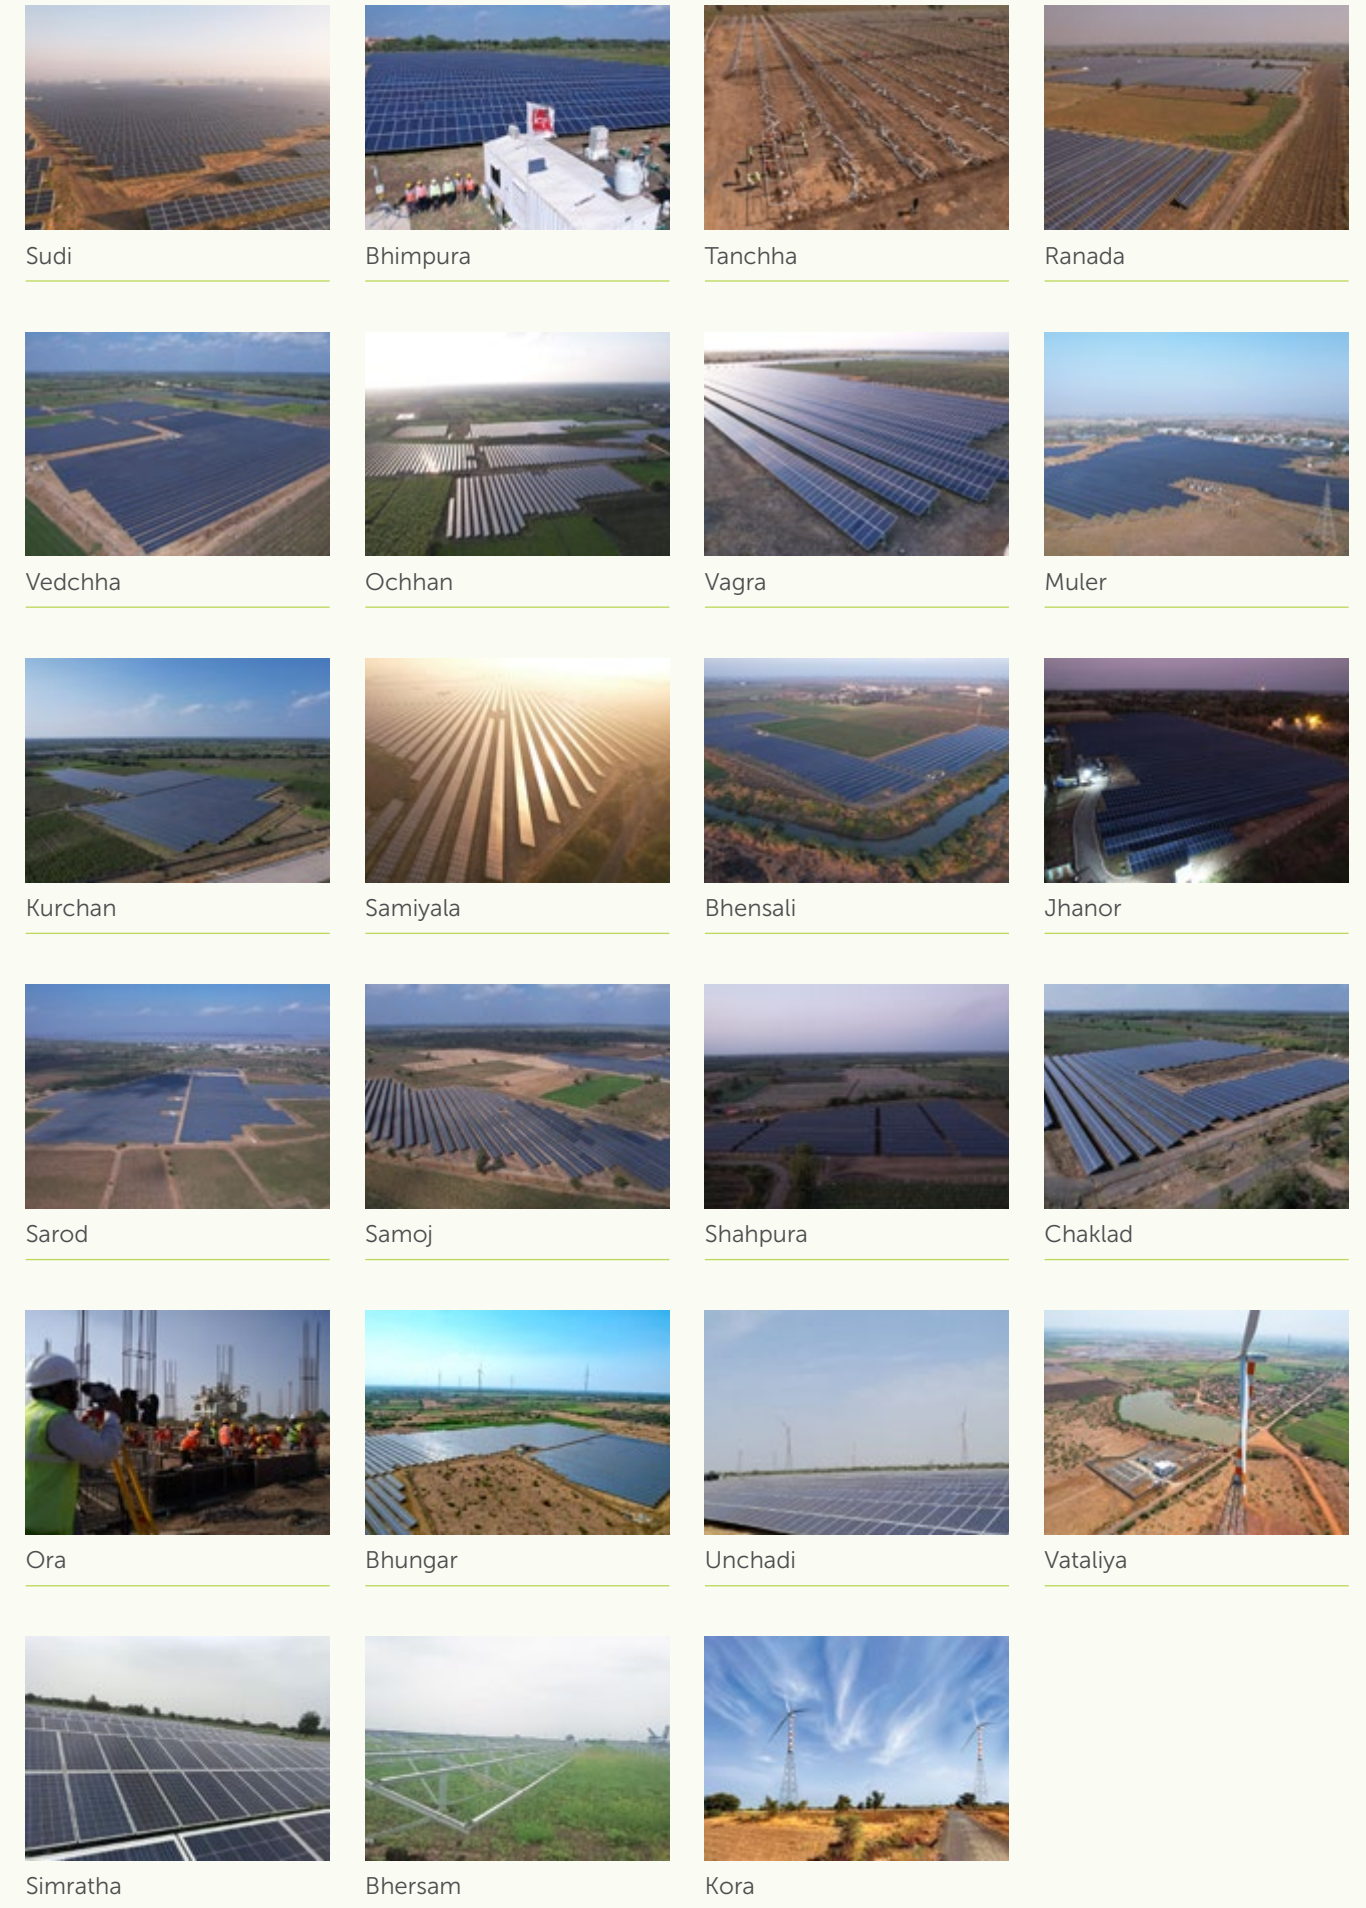 Sudi
Bhimpura
Tanchha
Ranada
Vedchha
Ochhan
Vagra
Muler
Kurchan
Samiyala
Bhensali
Jhanor
Sarod
Samoj
Shahpura
Chaklad
Ora
Bhungar
Unchadi
Vataliya
Simratha
Bhersam
Kora